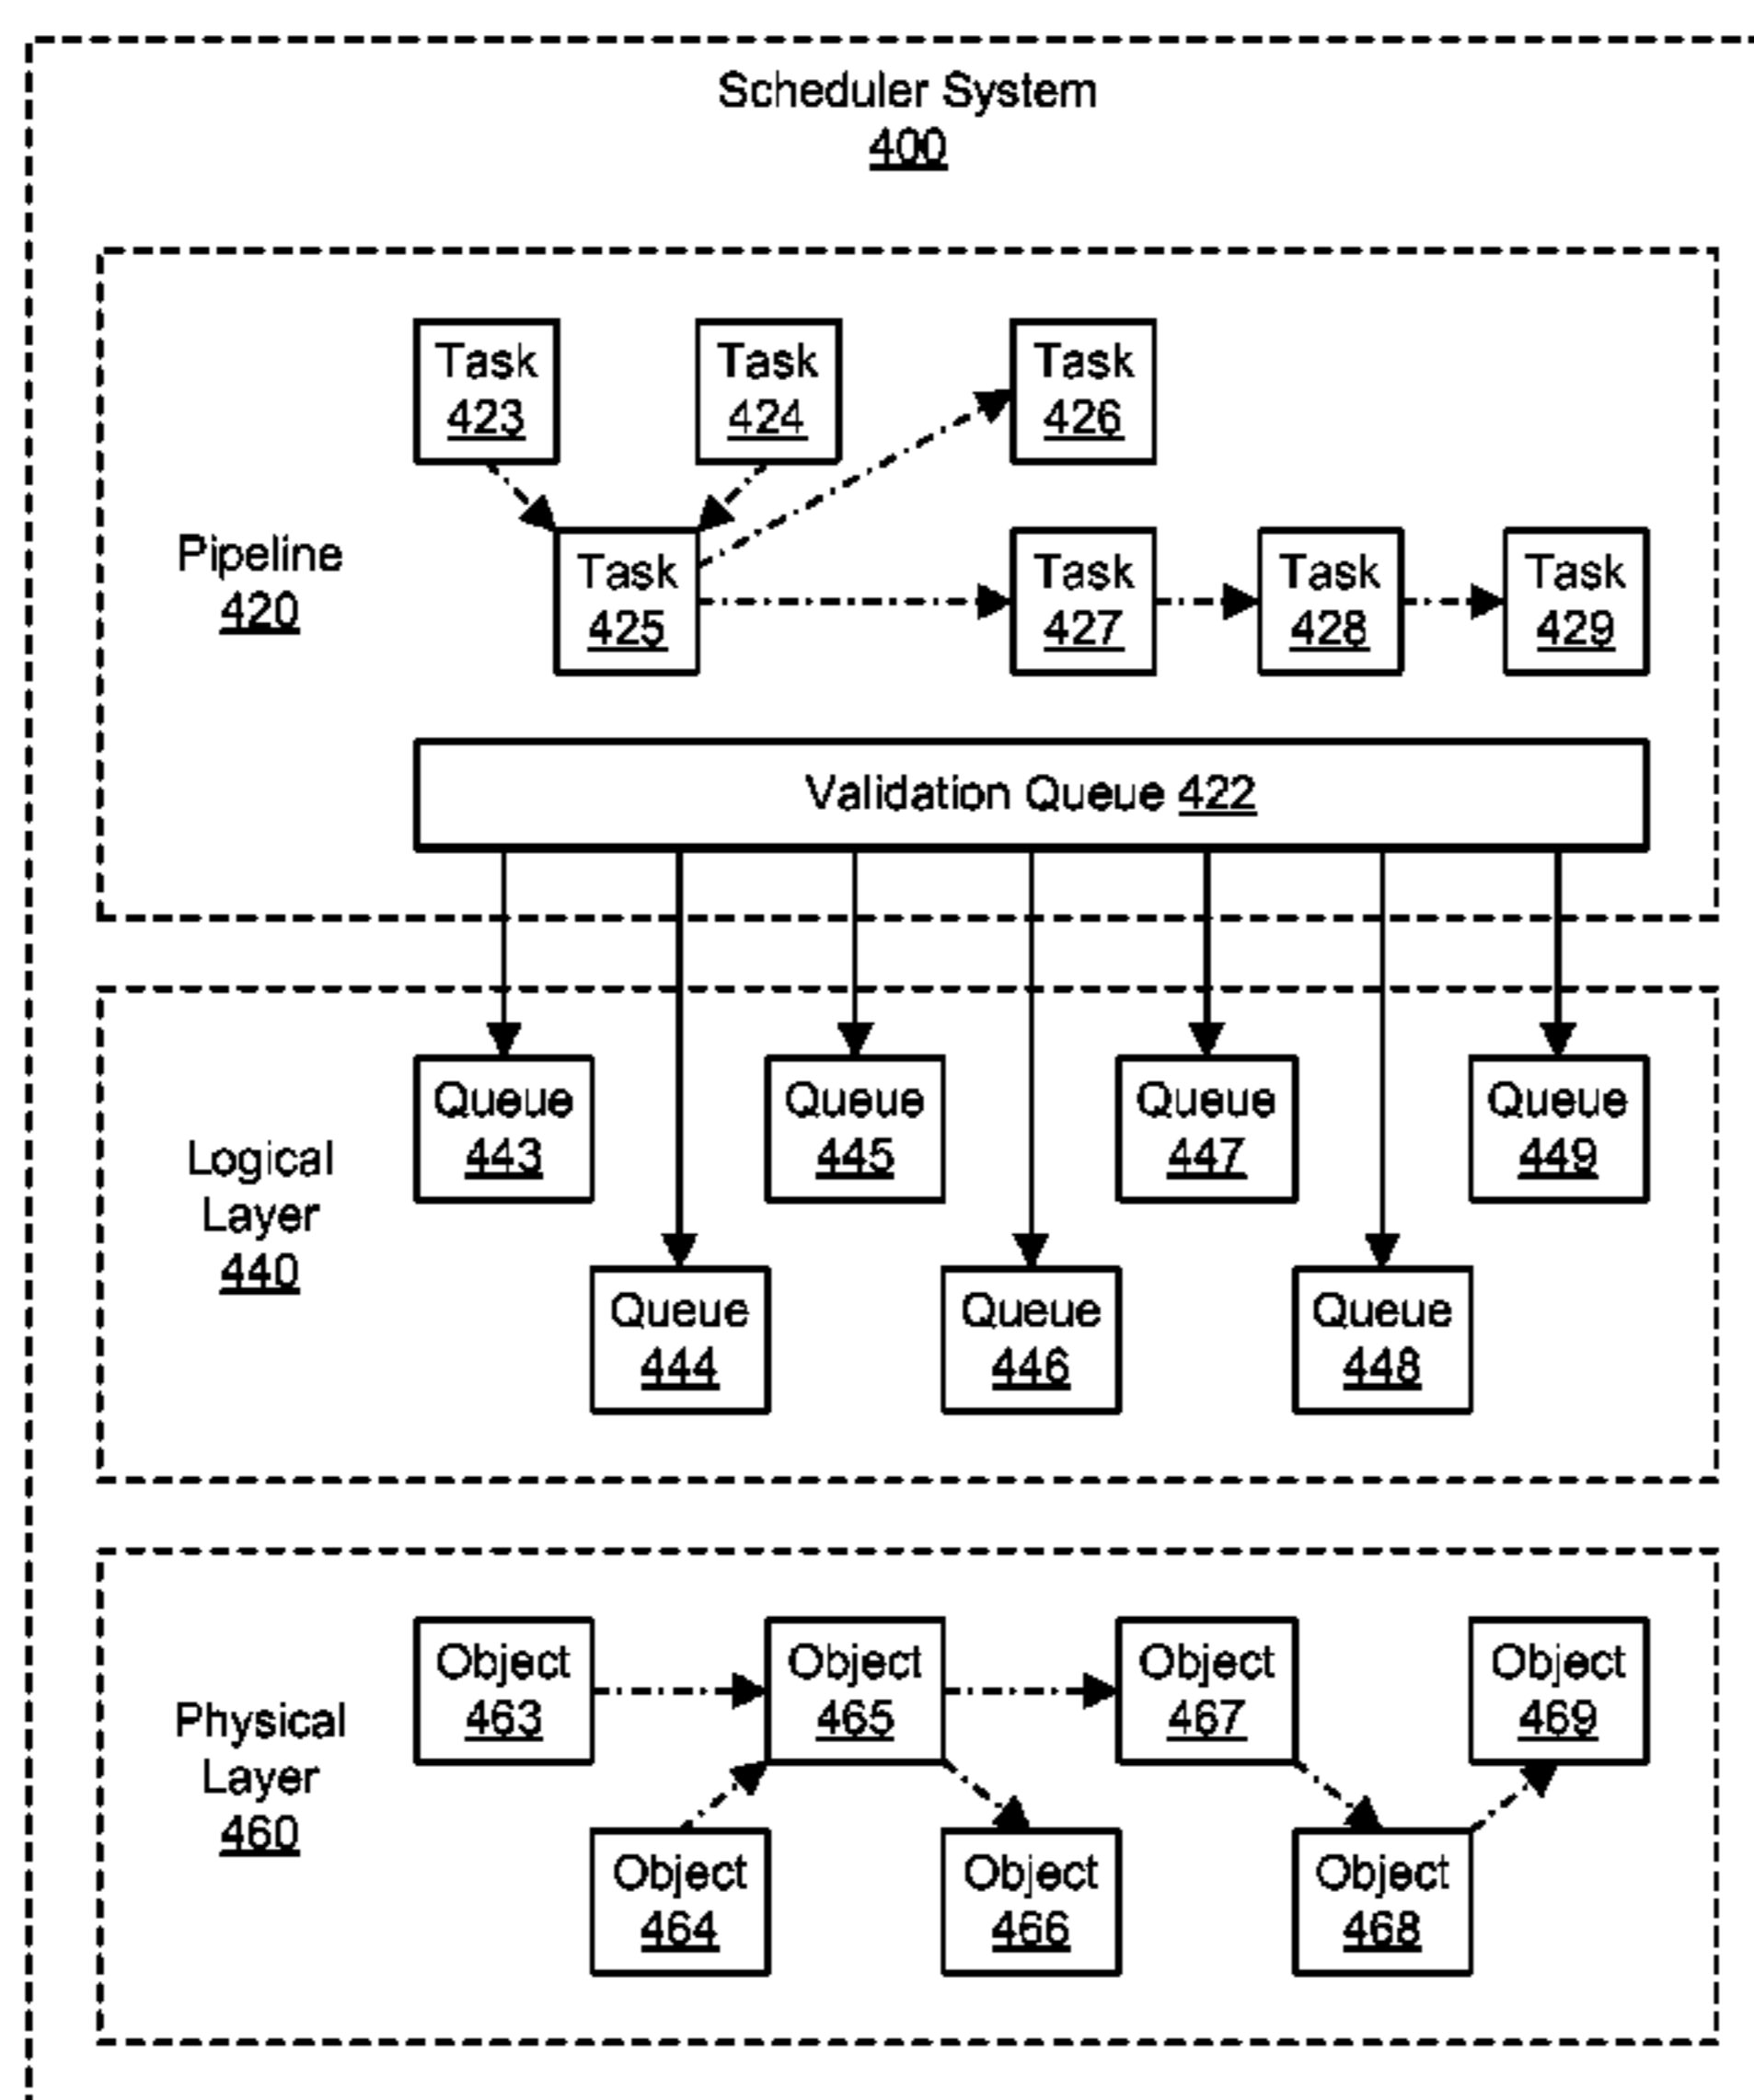 Scheduler System
400
Task
423
Task
424
Task
426
Pipeline
420
Task
425
Task
427
Task
428
Task
429
Validation Queue 422
Logical
Layer
440
Queue
443
Queue
445
Queue
447
Queue
449
Queue
444
Queue
446
Queue
448
Physical
Layer
460
Object
463
Object
465
Object
467
Object
469
Object
464
Object
466
Object
468